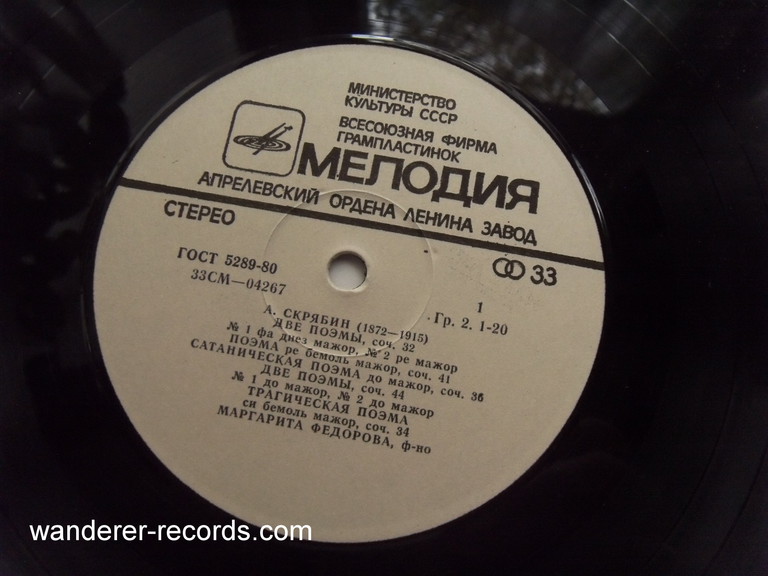 МИНИСТЕРСТВО
КУЛЬТУРЫ СССР
ВСЕСОЮЗНАЯ ФИРМА
ГРАМПЛАСТИНОК
МЕЛОДИЯ
АПРЕЛЕВСКИЙ ОРДЕНА ЛЕНИНА ЗАВОД
СТЕРЕО
33
ГОСТ 5289-80
33СМ—04267
1
Гр. 2. 1-20
А. СКРЯБИН (1872—1915)
ДВЕ ПОЭМЫ, соч. 32
№ 1 фа диез мажор, № 2 ре мажор
ПОЭМА ре бемоль мажор, соч. 41
САТАНИЧЕСКАЯ ПОЭМА до мажор, соч. 36
ДВЕ ПОЭМЫ, соч. 44
№ 1 до мажор, № 2 до мажор
ТРАГИЧЕСКАЯ ПОЭМА
си бемоль мажор, соч. 34
МАРГАРИТА ФЕДОРОВА, ф-но
wanderer-records.com